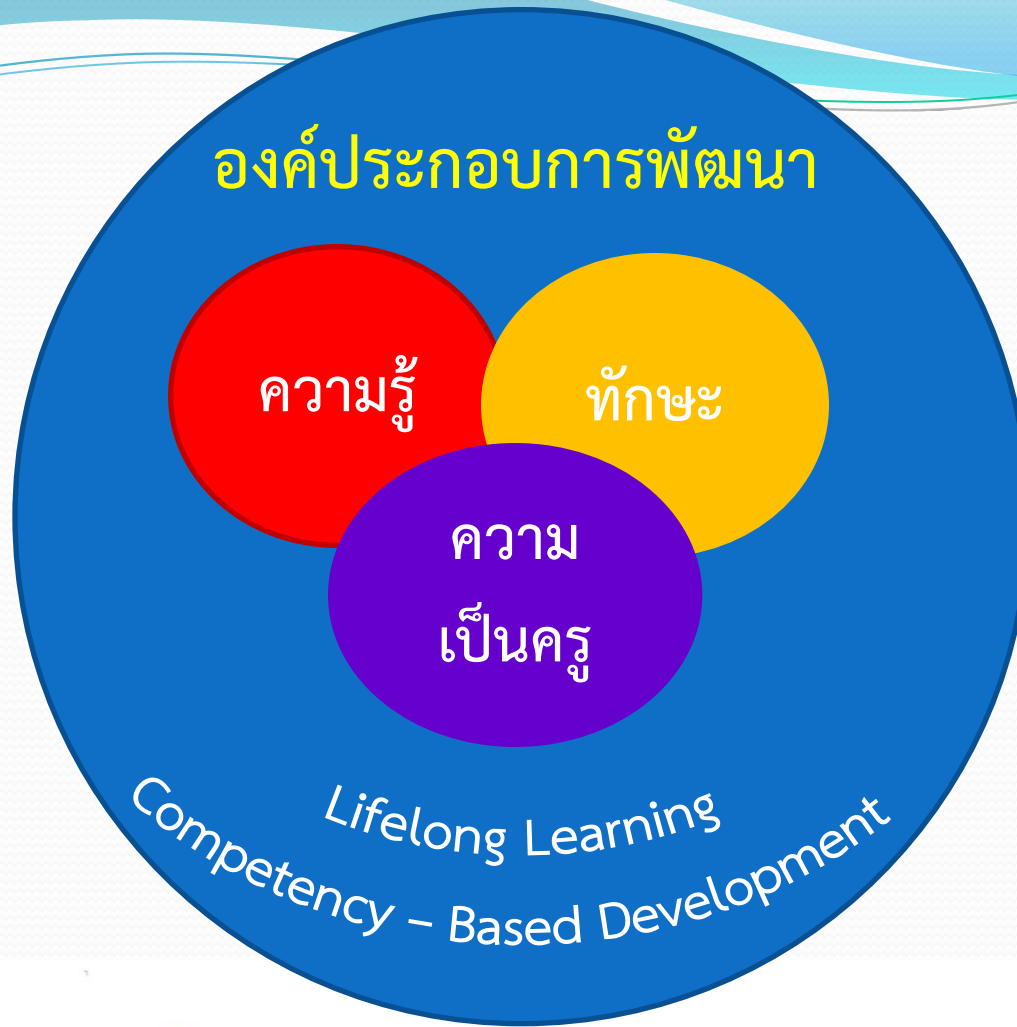 องค์ประกอบการพัฒนา
ความรู้
ทักษะ
ความ
เป็นครู
Lifelong Learning
Competency – Based Development